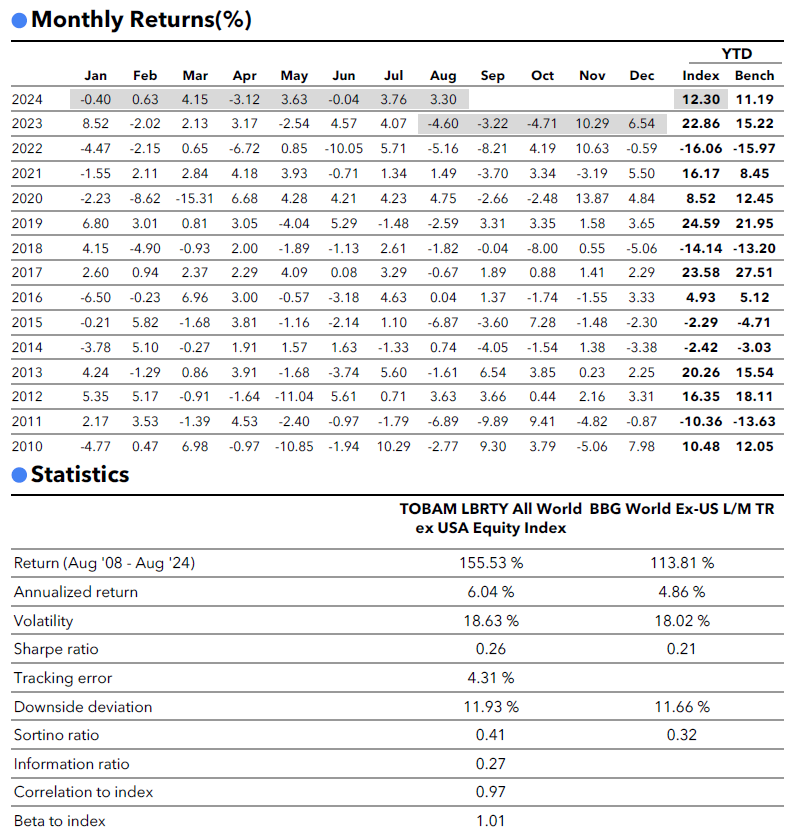 Monthly Returns(%)
YTD
Jan Feb Mar Apr May Jun Jul Aug Sep Oct Nov Dec Index Bench
2024 -0.40 0.63 4.15 -3.12 3.63 -0.04 3.76 3.30 12.30 11.19
2023 8.52 -2.02 2.13 3.17 -2.54 4.57 4.07 -4.60 -3.22 -4.71 10.29 6.54 22.86 15.22
2022 -4.47 -2.15 0.65 -6.72 0.85 -10.05 5.71 -5.16 -8.21 4.19 10.63 -0.59 -16.06 -15.97
2021 -1.55 2.11 2.84 4.18 3.93 -0.71 1.34 1.49 -3.70 3.34 -3.19 5.50 16.17 8.45
2020 -2.23 -8.62 -15.31 6.68 4.28 4.21 4.23 4.75 -2.66 -2.48 13.87 4.84 8.52 12.45
2019 6.80 3.01 0.81 3.05 -4.04 5.29 -1.48 -2.59 3.31 3.35 1.58 3.65 24.59 21.95
2018 4.15 -4.90 -0.93 2.00 -1.89 -1.13 2.61 -1.82 -0.04 -8.00 0.55 -5.06 -14.14 -13.20
2017 2.60 0.94 2.37 2.29 4.09 0.08 3.29 -0.67 1.89 0.88 1.41 2.29 23.58 27.51
2016 -6.50 -0.23 6.96 3.00 -0.57 -3.18 4.63 0.04 1.37 -1.74 -1.55 3.33 4.93 5.12
2015 -0.21 5.82 -1.68 3.81 -1.16 -2.14 1.10 -6.87 -3.60 7.28 -1.48 -2.30 -2.29 -4.71
2014 -3.78 5.10 -0.27 1.91 1.57 1.63 -1.33 0.74 -4.05 -1.54 1.38 -3.38 -2.42 -3.03
2013 4.24 -1.29 0.86 3.91 -1.68 -3.74 5.60 -1.61 6.54 3.85 0.23 2.25 20.26 15.54
2012 5.35 5.17 -0.91 -1.64 -11.04 5.61 0.71 3.63 3.66 0.44 2.16 3.31 16.35 18.11
2011 2.17 3.53 -1.39 4.53 -2.40 -0.97 -1.79 -6.89 -9.89 9.41 -4.82 -0.87 -10.36 -13.63
2010 -4.77 0.47 6.98 -0.97 -10.85 -1.94 10.29 -2.77 9.30 3.79 -5.06 7.98 10.48 12.05
Statistics
TOBAM LBRTY All World BBG World Ex-US L/M TR
ex USA Equity Index
Return (Aug '08 - Aug '24) 155.53 % 113.81 %
Annualized return 6.04 % 4.86 %
Volatility 18.63 % 18.02 %
Sharpe ratio 0.26 0.21
Tracking error 4.31 %
Downside deviation 11.93 % 11.66 %
Sortino ratio 0.41 0.32
Information ratio 0.27
Correlation to index 0.97
Beta to index 1.01